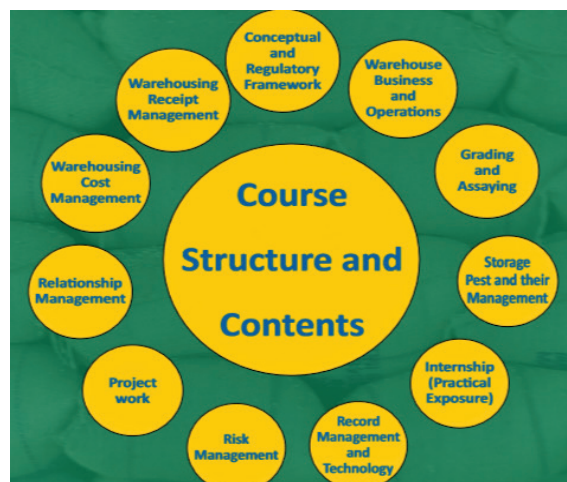 Conceptual
and
Regulatory
Framework
Warehouse
Business
and
Operations
Grading
and
Assaying
Storage
Pest and their
Management
Internship
(Practical
Exposure)
Record
Management
and
Technology
Risk
Management
Project
work
Relationship
Management
Warehousing
Cost
Management
Warehousing
Receipt
Management
Course
Structure and
Contents